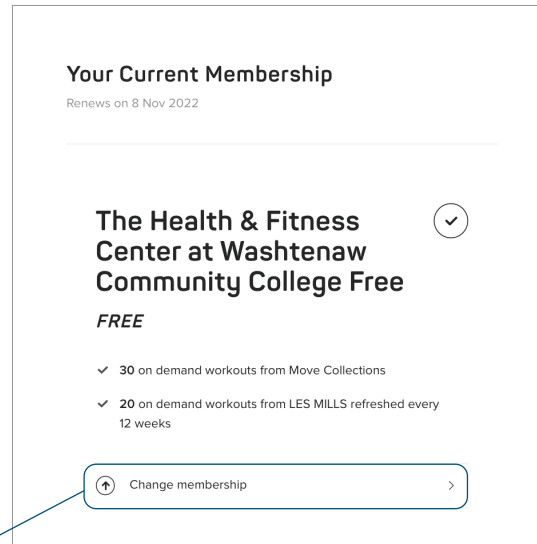 Your Current Membership
Renews on 8 Nov 2022
The Health & Fitness
Center at Washtenaw
Community College Free
FREE
30 on demand workouts from Move Collections
20 on demand workouts from LES MILLS refreshed every
12 weeks
Change membership